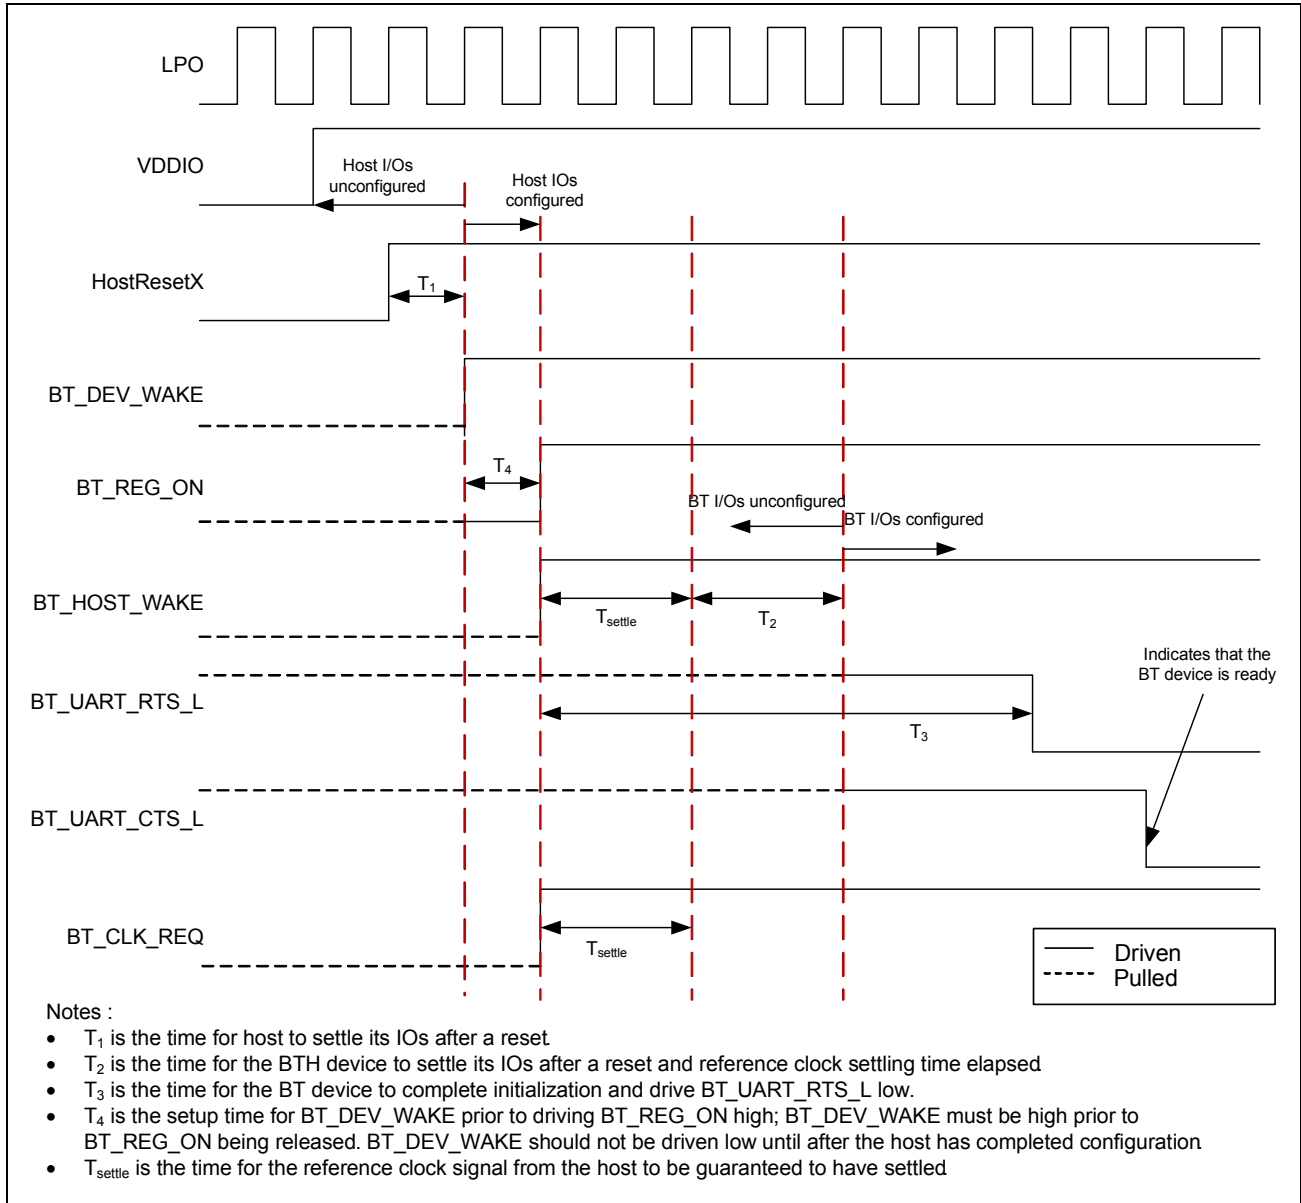 LPO
VDDIO
Host I/Os
unconfigured
Host IOs
configured
HostResetX
T1
BT_DEV_WAKE
T4
BT_REG_ON
BT I/Os unconfigured
BT I/Os configured
BT_HOST_WAKE
Tsettle
T2
Indicates that the
BT device is ready
BT_UART_RTS_L
T3
BT_UART_CTS_L
BT_CLK_REQ
Tsettle
Driven
Pulled
Notes :
• T1 is the time for host to settle its IOs after a reset.
• T2 is the time for the BTH device to settle its IOs after a reset and reference clock settling time elapsed.
• T3 is the time for the BT device to complete initialization and drive BT_UART_RTS_L low.
• T4 is the setup time for BT_DEV_WAKE prior to driving BT_REG_ON high; BT_DEV_WAKE must be high prior to
BT_REG_ON being released. BT_DEV_WAKE should not be driven low until after the host has completed configuration.
• Tsettle is the time for the reference clock signal from the host to be guaranteed to have settled.